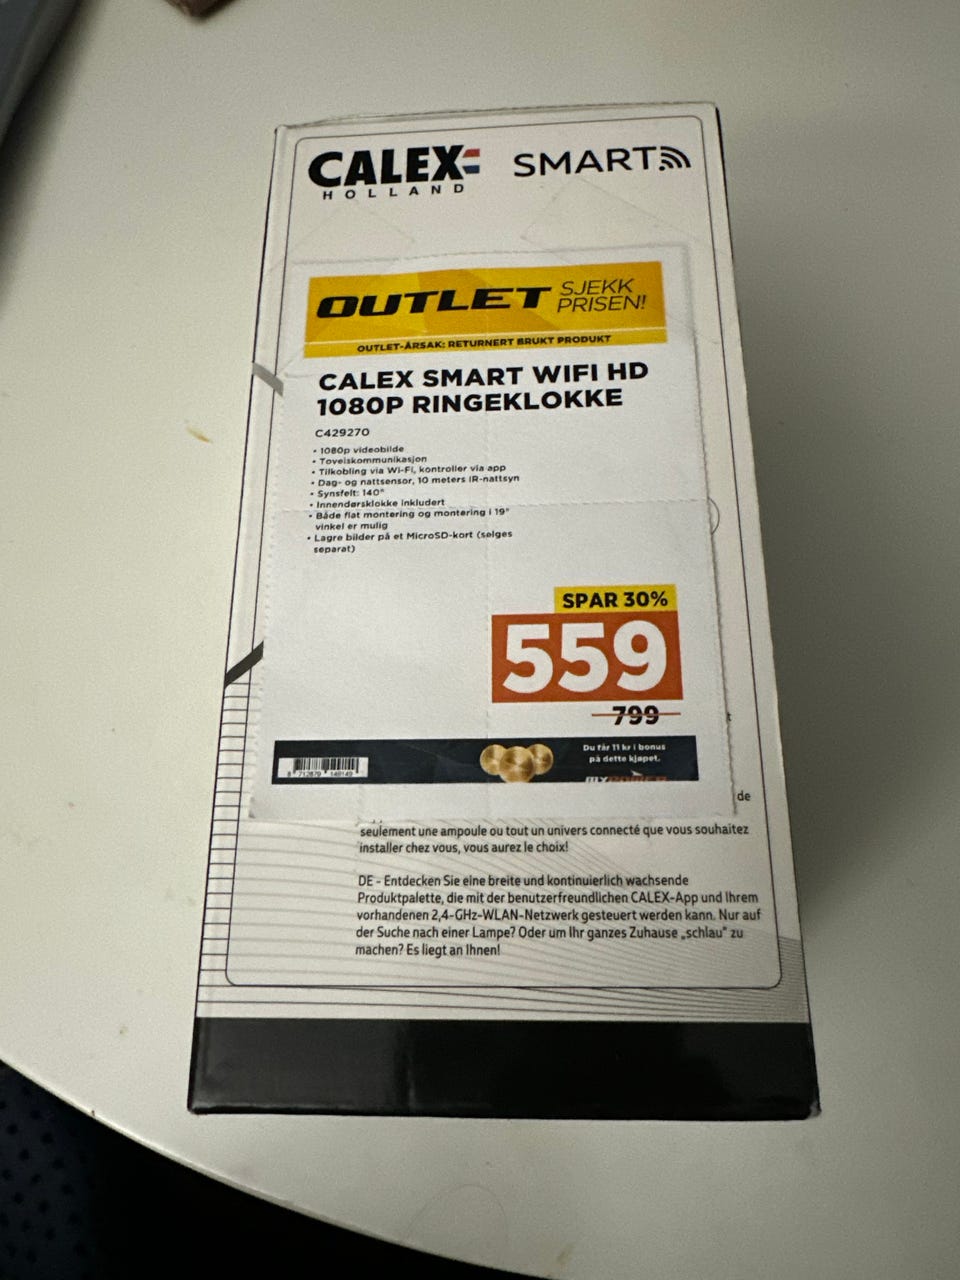 CALEX
HOLLAND
SMART
OUTLET SJEKK
PRISEN!
OUTLET-ÅRSAK: RETURNERT BRUKT PRODUKT
CALEX SMART WIFI HD
1080P RINGEKLOKKE
C429270
• 1080p videobilde
• Toveiskommunikasjon
• Tilkobling via Wi-Fi, kontroller via app
• Dag- og nattsensor, 10 meters IR-nattsyn
• Synsfelt: 140°
• Innendørsklokke inkludert
• Både flat montering og montering i 19°
vinkel er mulig
• Lagre bilder på et MicroSD-kort (selges
separat)
SPAR 30%
559
799
Du får 11 kr i bonus
på dette kjøpet.
MYPOWER
8 712879 149149
de
seulement une ampoule ou tout un univers connecté que vous souhaitez
installer chez vous, vous aurez le choix!
DE - Entdecken Sie eine breite und kontinuierlich wachsende
Produktpalette, die mit der benutzerfreundlichen CALEX-App und Ihrem
vorhandenen 2,4-GHz-WLAN-Netzwerk gesteuert werden kann. Nur auf
der Suche nach einer Lampe? Oder um Ihr ganzes Zuhause „schlau" zu
machen? Es liegt an Ihnen!